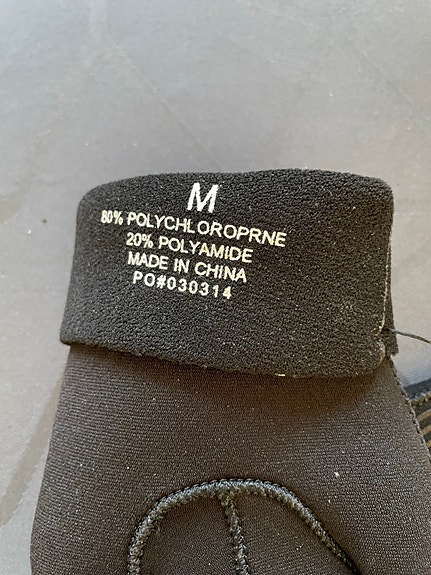 M
80% POLYCHLOROPRNE
20% POLYAMIDE
MADE IN CHINA
PO#030314